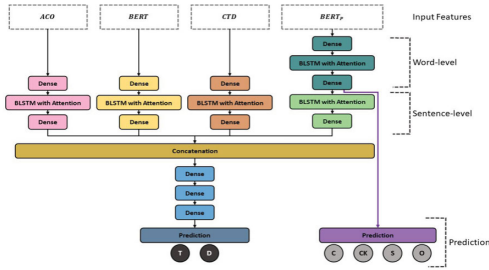 ACO BERT CTD BERT_P Input Features
Dense
BLSTM with Attention
Dense
Word-level
Dense Dense Dense
BLSTM with Attention BLSTM with Attention BLSTM with Attention BLSTM with Attention
Dense Dense Dense Dense
Sentence-level
Concatenation
Dense
Dense
Dense
Prediction Prediction
T D C CK S O
Prediction